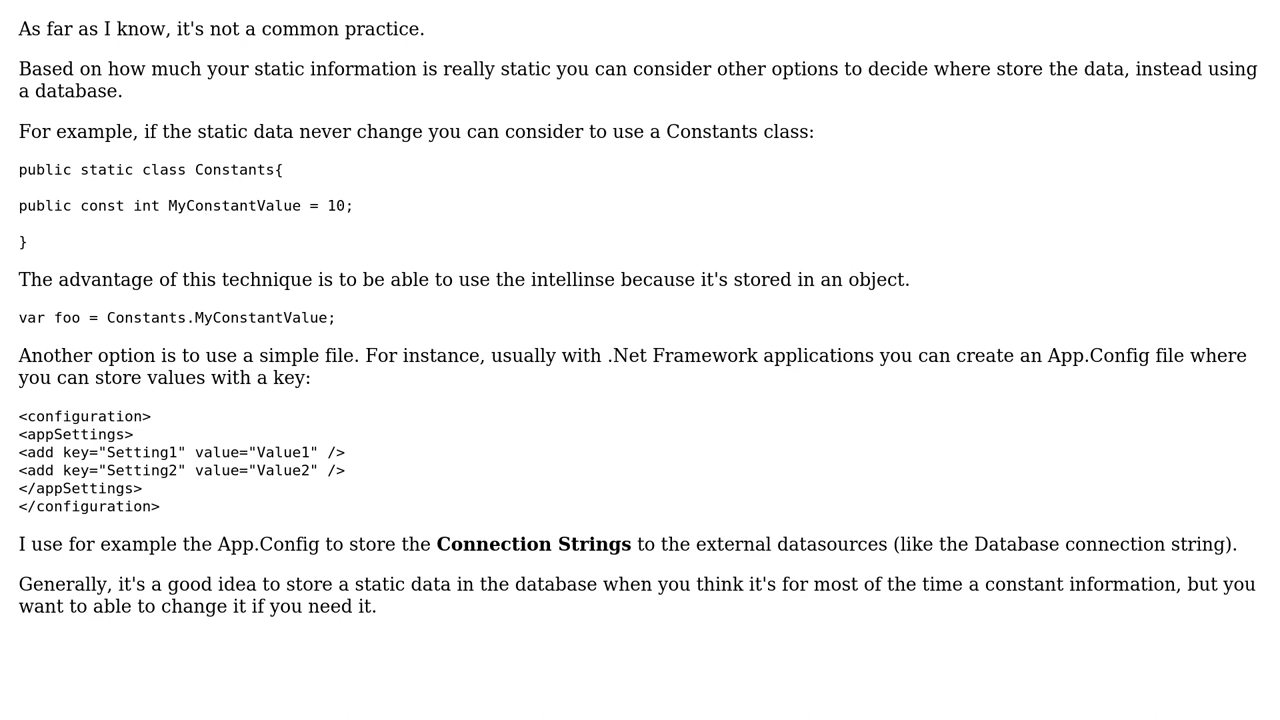 As far as I know, it's not a common practice.
Based on how much your static information is really static you can consider other options to decide where store the data, instead using
a database.
For example, if the static data never change you can consider to use a Constants class:
public static class Constants{
public const int MyConstantValue = 10;
}
The advantage of this technique is to be able to use the intellinse because it's stored in an object.
var foo = Constants.MyConstantValue;
Another option is to use a simple file. For instance, usually with .Net Framework applications you can create an App.Config file where
you can store values with a key:
<configuration>
<appSettings>
<add key="Setting1" value="Value1" />
<add key="Setting2" value="Value2" />
</appSettings>
</configuration>
I use for example the App.Config to store the Connection Strings to the external datasources (like the Database connection string).
Generally, it's a good idea to store a static data in the database when you think it's for most of the time a constant information, but you
want to able to change it if you need it.